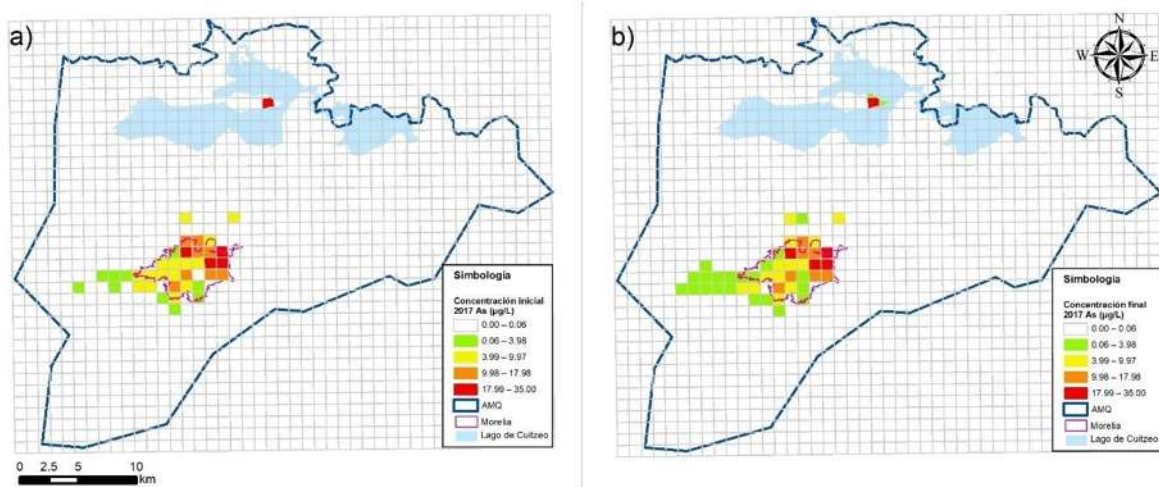 a)
Simbología
Concentración Inicial
2017 As (µg/L)
0.00 – 0.06
0.06 – 3.98
3.99 – 9.97
9.98 – 17.98
17.99 – 35.00
AMQ
Morelia
Lago de Cuitzeo
0 2.5 5 10
km
b)
N
W E
S
Simbología
Concentración final
2017 As (µg/L)
0.00 – 0.06
0.06 – 3.98
3.99 – 9.97
9.98 – 17.98
17.99 – 35.00
AMQ
Morelia
Lago de Cuitzeo